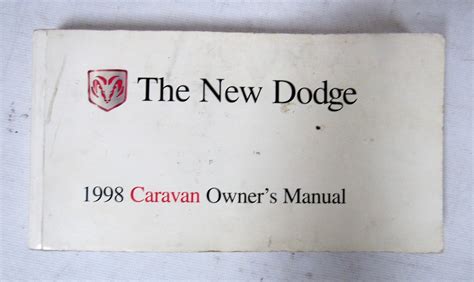 The New Dodge
1998 Caravan Owner's Manual